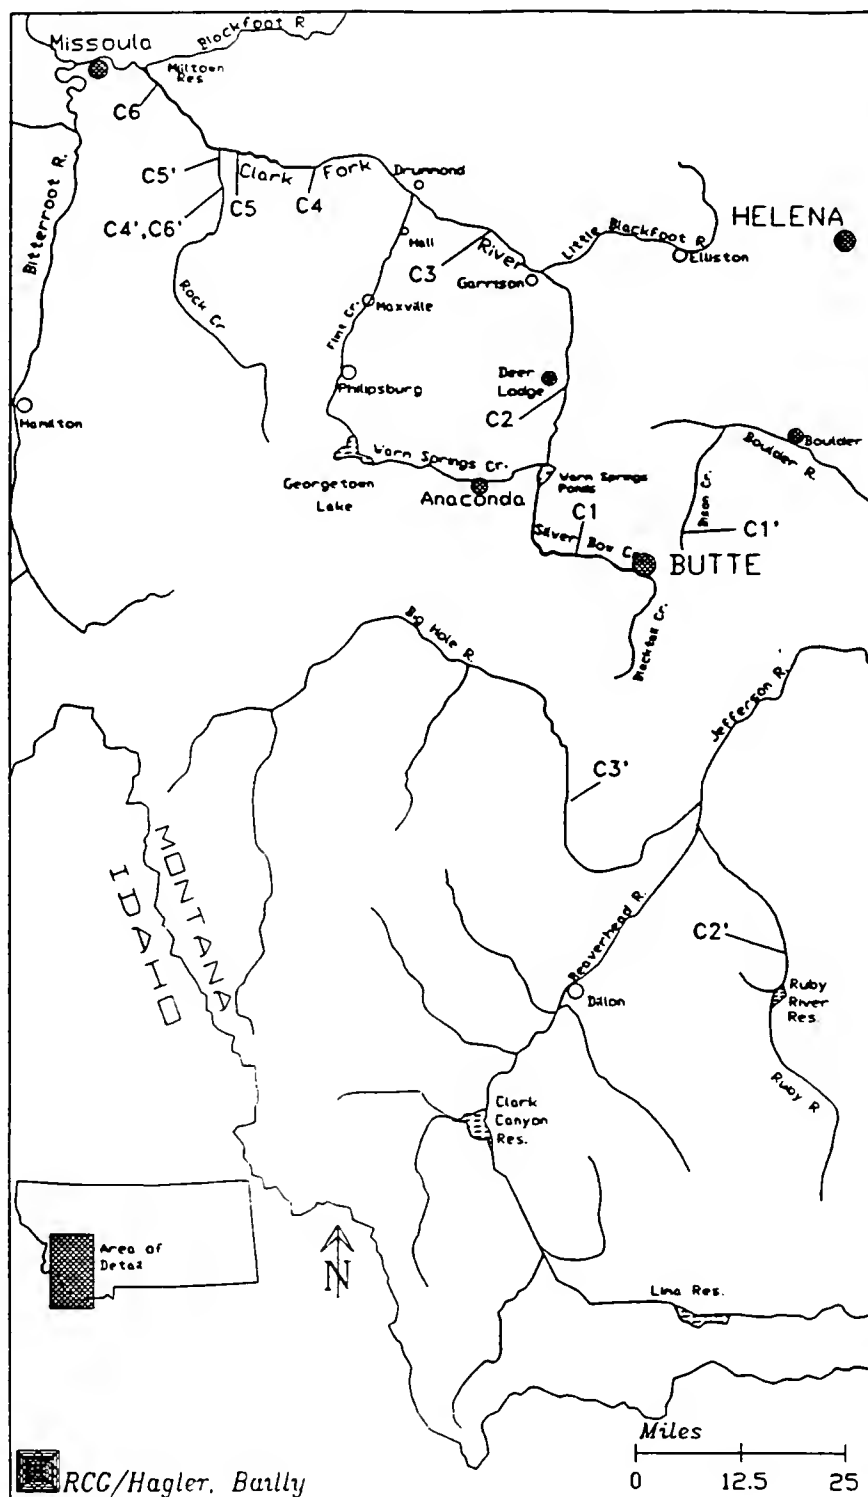 Blackfoot R
Missoula
Milltown
Res
C6
C5'
Clark Fork
Drummond
C5
C4
C4',C6'
Bitterroot R.
Hall
C3
River
Little Blackfoot R
HELENA
Elliston
Garrison
Rock Cr
Flint Cr.
Maxville
Philipsburg
Deer
Lodge
C2
Hamilton
Boulder
Boulder R.
Warm Springs Cr.
Warm Springs
Ponds
Georgetown
Lake
Anaconda
Bison Cr.
C1
C1'
Silver Bow Cr.
BUTTE
Big Hole R.
Blacktail Cr.
Jefferson R.
C3'
MONTANA
IDAHO
Beaverhead R.
C2'
Dillon
Ruby
River
Res.
Ruby R
Clark
Canyon
Res.
Area of
Detail
N
Lima Res.
Miles
0 12.5 25
RCG/Hagler, Bailly